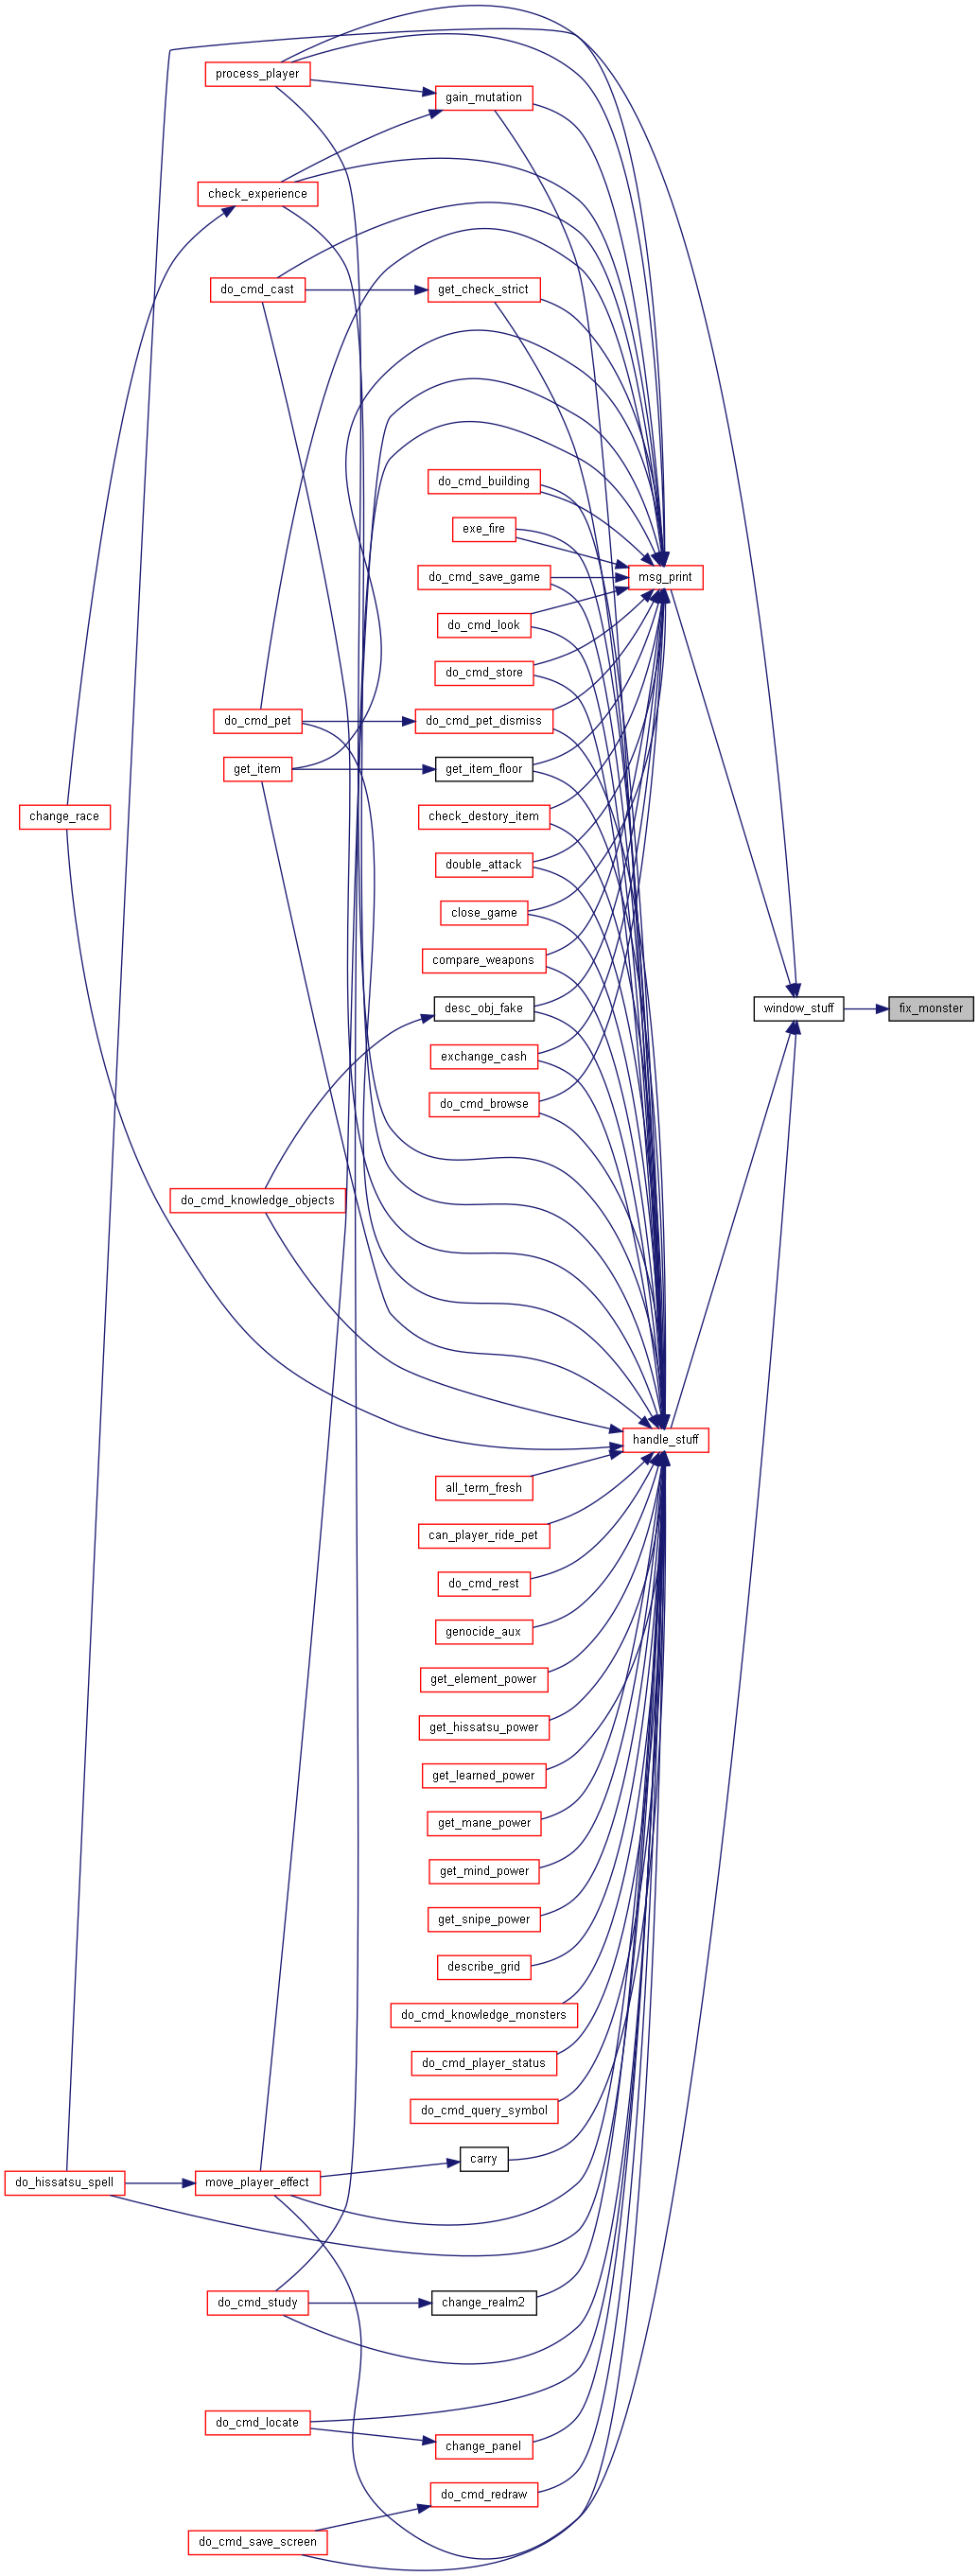 process_player
gain_mutation
check_experience
do_cmd_cast
get_check_strict
do_cmd_building
exe_fire
do_cmd_save_game
msg_print
do_cmd_look
do_cmd_store
do_cmd_pet
do_cmd_pet_dismiss
get_item
get_item_floor
change_race
check_destory_item
double_attack
close_game
compare_weapons
desc_obj_fake
window_stuff
fix_monster
exchange_cash
do_cmd_browse
do_cmd_knowledge_objects
handle_stuff
all_term_fresh
can_player_ride_pet
do_cmd_rest
genocide_aux
get_element_power
get_hissatsu_power
get_learned_power
get_mane_power
get_mind_power
get_snipe_power
describe_grid
do_cmd_knowledge_monsters
do_cmd_player_status
do_cmd_query_symbol
carry
do_hissatsu_spell
move_player_effect
do_cmd_study
change_realm2
do_cmd_locate
change_panel
do_cmd_redraw
do_cmd_save_screen